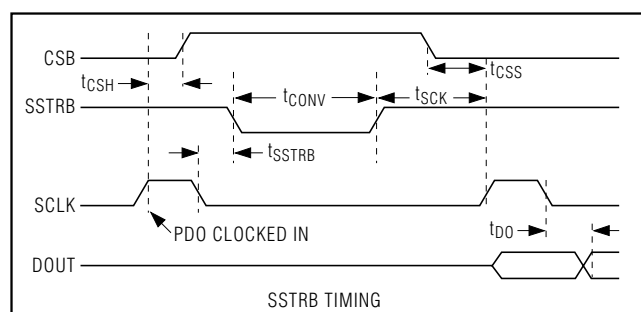 CSB
tCSS
tCSH
tCONV
tSCK
SSTRB
tSSTRB
SCLK
PDO CLOCKED IN
tDO
DOUT
SSTRB TIMING